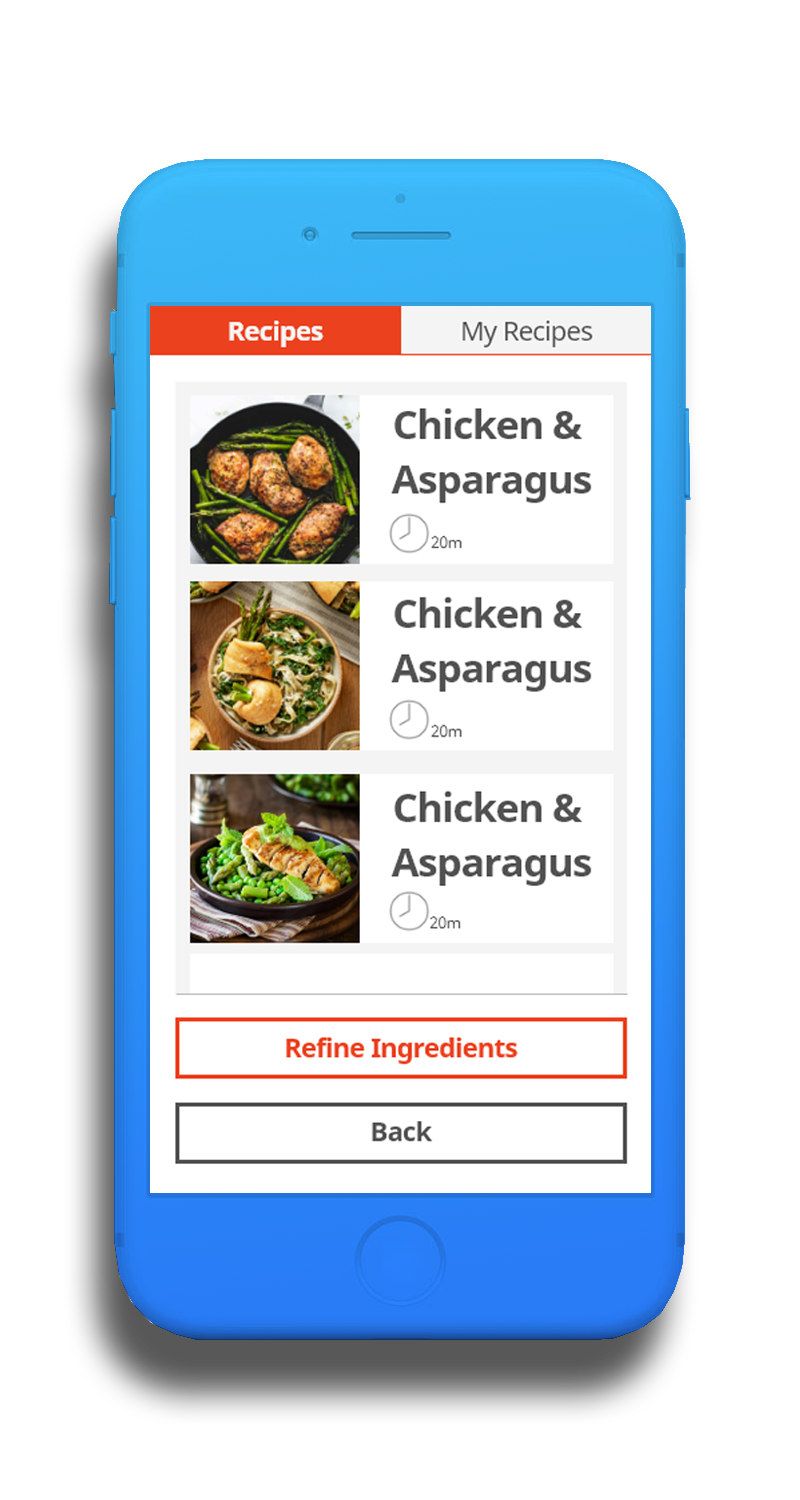 Recipes
My Recipes
Chicken &
Asparagus
20m
Chicken &
Asparagus
20m
Chicken &
Asparagus
20m
Refine Ingredients
Back